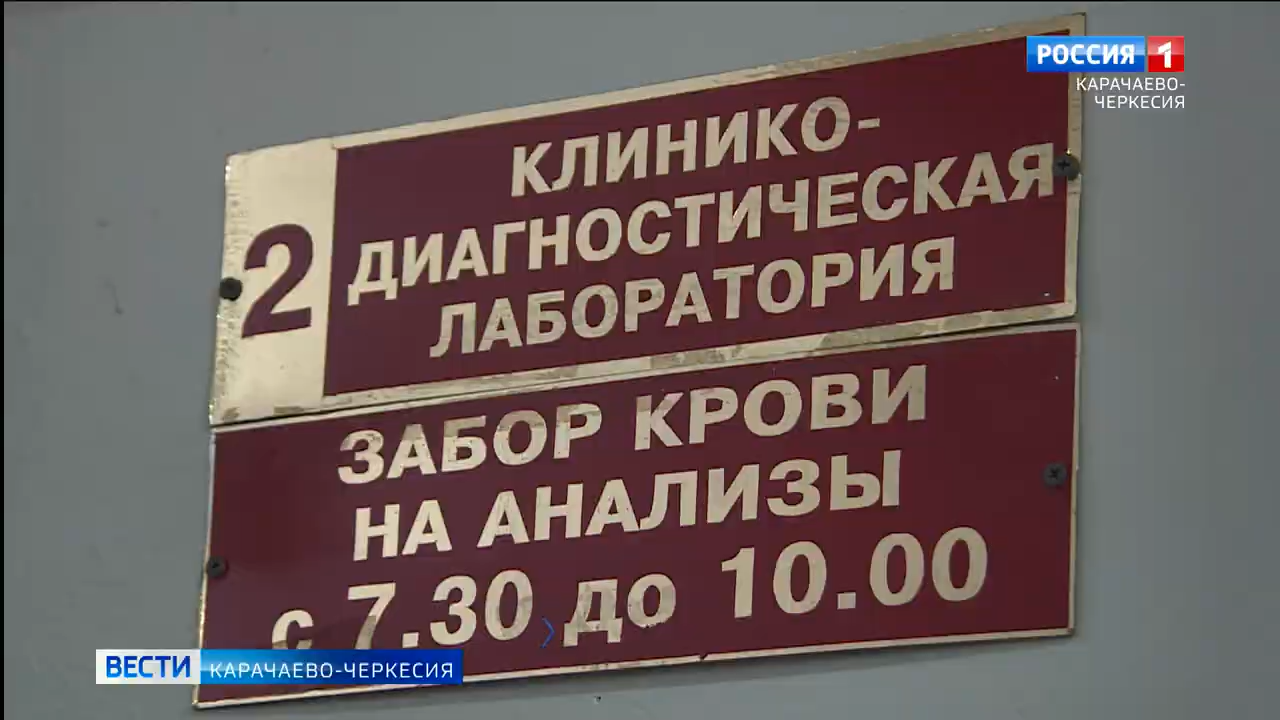 РОССИЯ 1
КАРАЧАЕВО-
ЧЕРКЕСИЯ
2
КЛИНИКО-
ДИАГНОСТИЧЕСКАЯ
ЛАБОРАТОРИЯ
ЗАБОР КРОВИ
НА АНАЛИЗЫ
с 7.30 до 10.00
ВЕСТИ КАРАЧАЕВО-ЧЕРКЕСИЯ